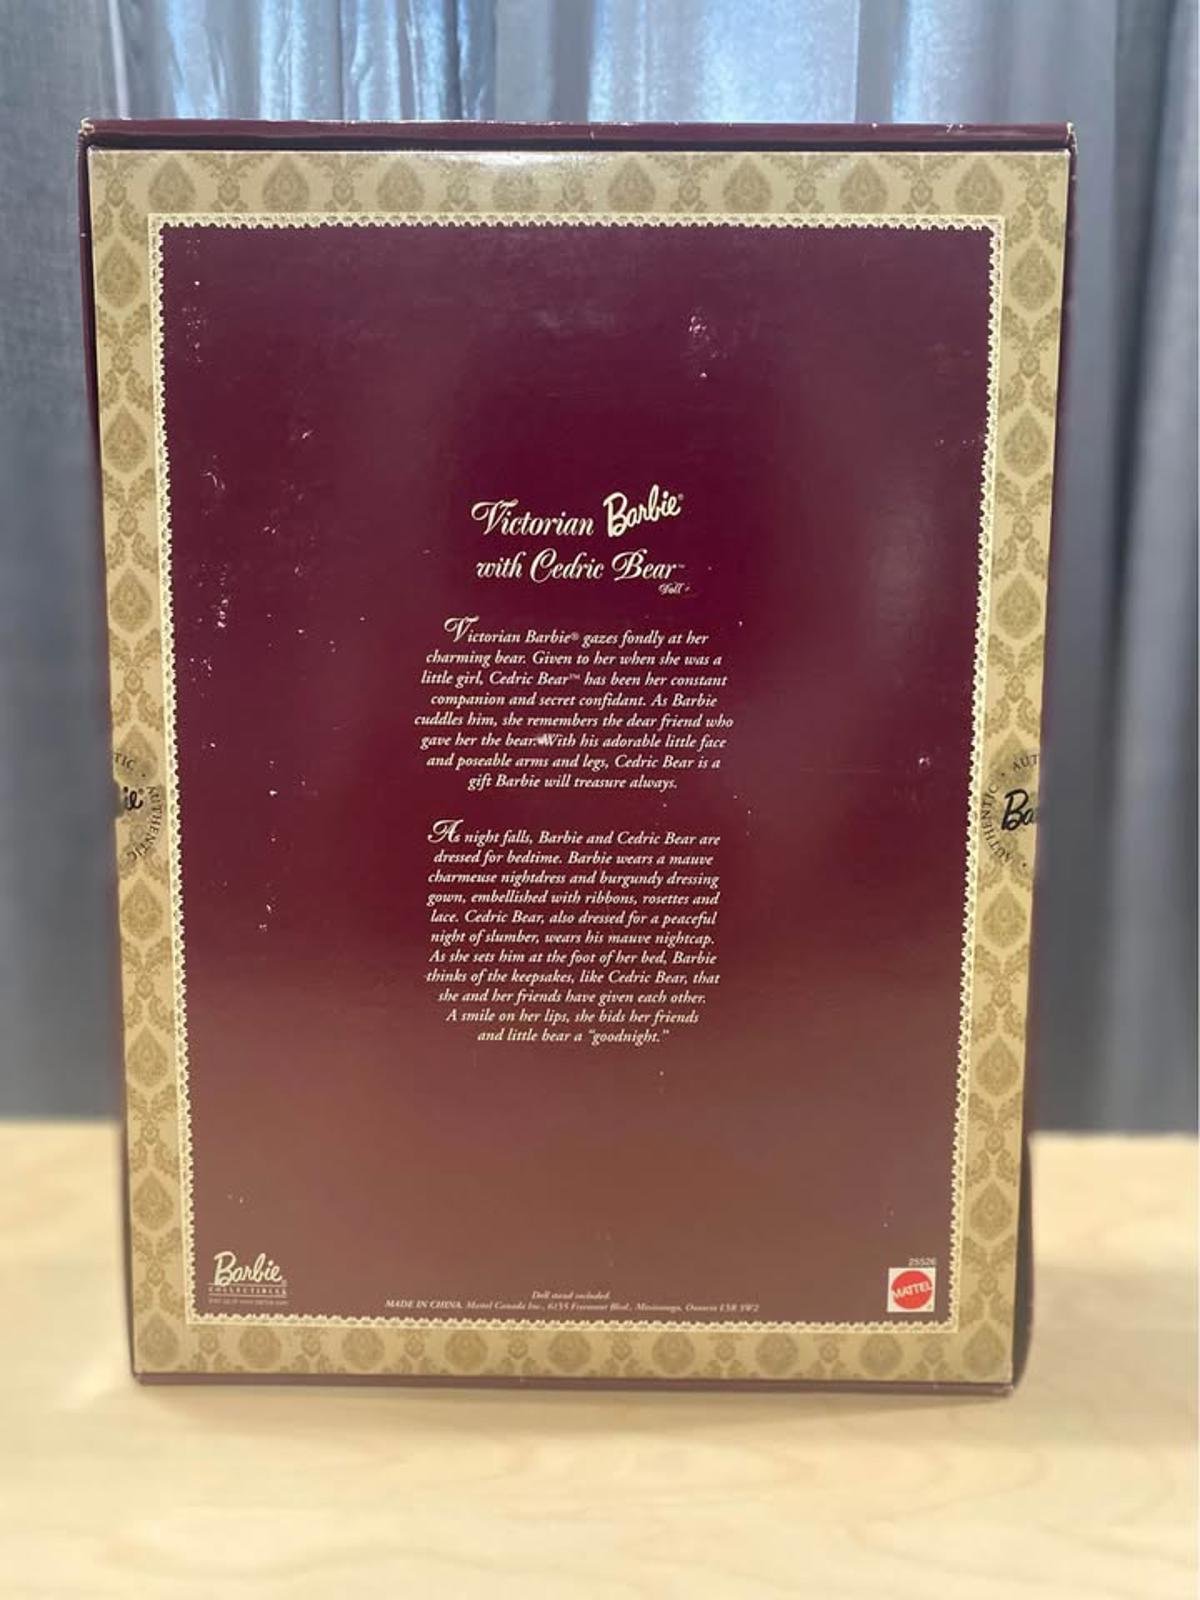 Victorian Barbie®
with Cedric Bear™
Doll
Victorian Barbie® gazes fondly at her
charming bear. Given to her when she was a
little girl, Cedric Bear™ has been her constant
companion and secret confidant. As Barbie
cuddles him, she remembers the dear friend who
gave her the bear. With his adorable little face
and poseable arms and legs, Cedric Bear is a
gift Barbie will treasure always.
As night falls, Barbie and Cedric Bear are
dressed for bedtime. Barbie wears a mauve
charmeuse nightdress and burgundy dressing
gown, embellished with ribbons, rosettes and
lace. Cedric Bear, also dressed for a peaceful
night of slumber, wears his mauve nightcap.
As she sets him at the foot of her bed, Barbie
thinks of the keepsakes, like Cedric Bear, that
she and her friends have given each other.
A smile on her lips, she bids her friends
and little bear a “goodnight.”
TIC •
ie®
AUTHENTIC
AUT
AUTHENTIC •
Ba
Barbie®
COLLECTIBLES
Doll stand included.
MADE IN CHINA. Mattel Canada Inc., 6155 Freemont Blvd., Mississauga, Ontario L5R 3W2
25526
MATTEL